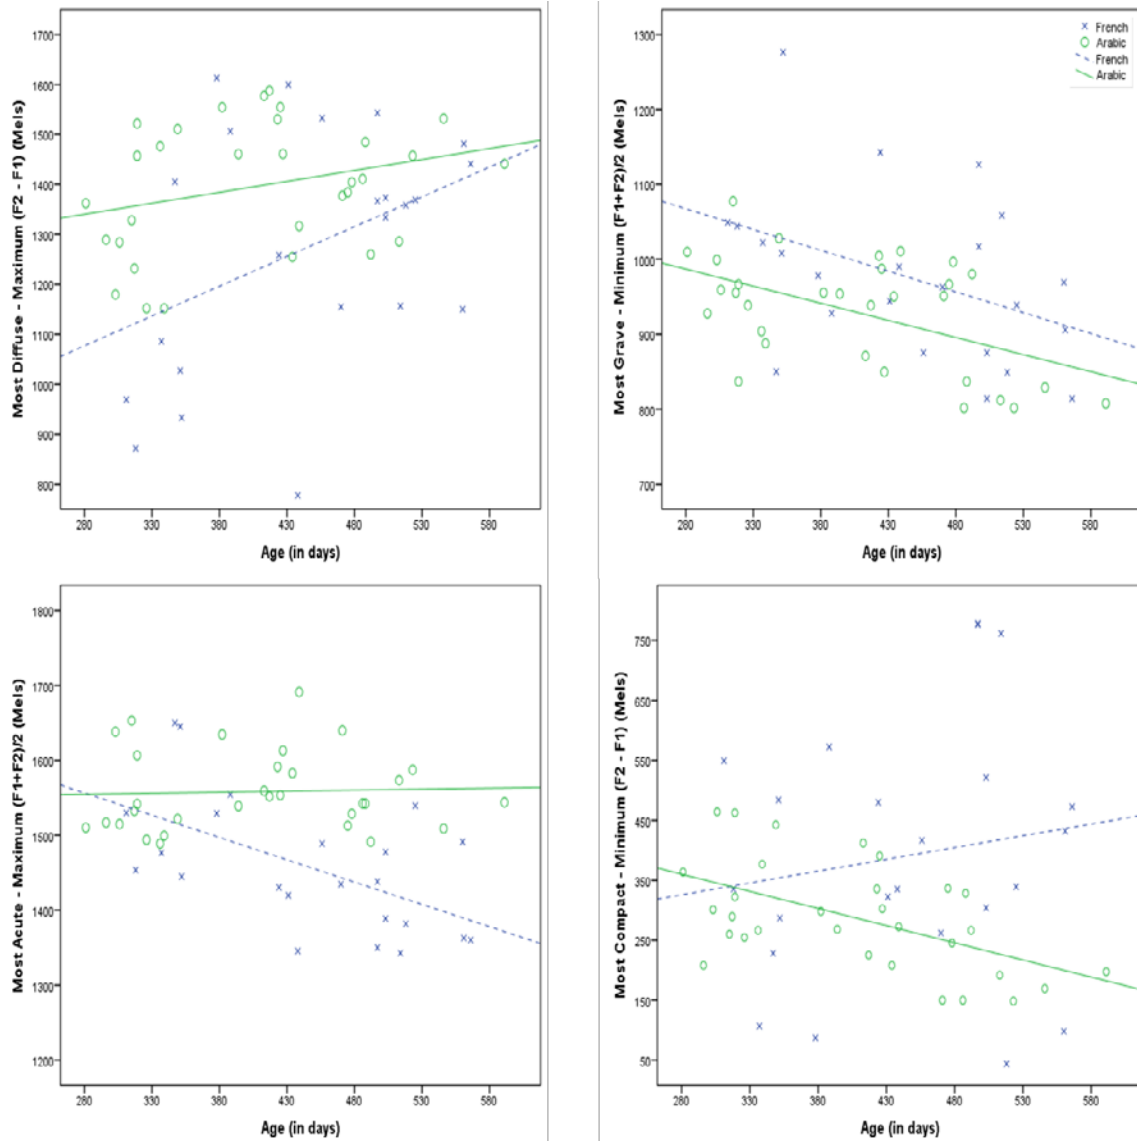 Most Diffuse - Maximum (F2 - F1) (Mels)
1700
1600
1500
1400
1300
1200
1100
1000
900
800
280 330 380 430 480 530 580
Age (in days)
Most Grave - Minimum (F1+F2)/2 (Mels)
1300
1200
1100
1000
900
800
700
280 330 380 430 480 530 580
Age (in days)
French
Arabic
French
Arabic
Most Acute - Maximum (F1+F2)/2 (Mels)
1800
1700
1600
1500
1400
1300
1200
280 330 380 430 480 530 580
Age (in days)
Most Compact - Minimum (F2 - F1) (Mels)
750
650
550
450
350
250
150
50
280 330 380 430 480 530 580
Age (in days)